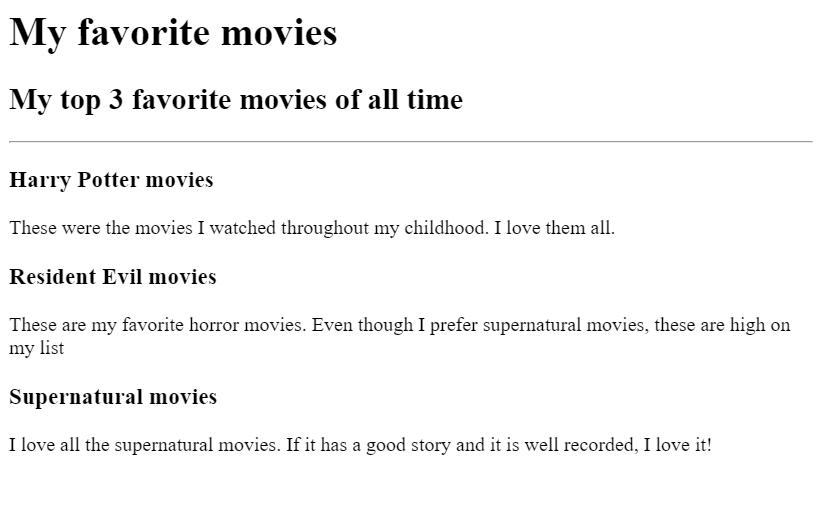 My favorite movies
My top 3 favorite movies of all time
Harry Potter movies
These were the movies I watched throughout my childhood. I love them all.
Resident Evil movies
These are my favorite horror movies. Even though I prefer supernatural movies, these are high on
my list
Supernatural movies
I love all the supernatural movies. If it has a good story and it is well recorded, I love it!